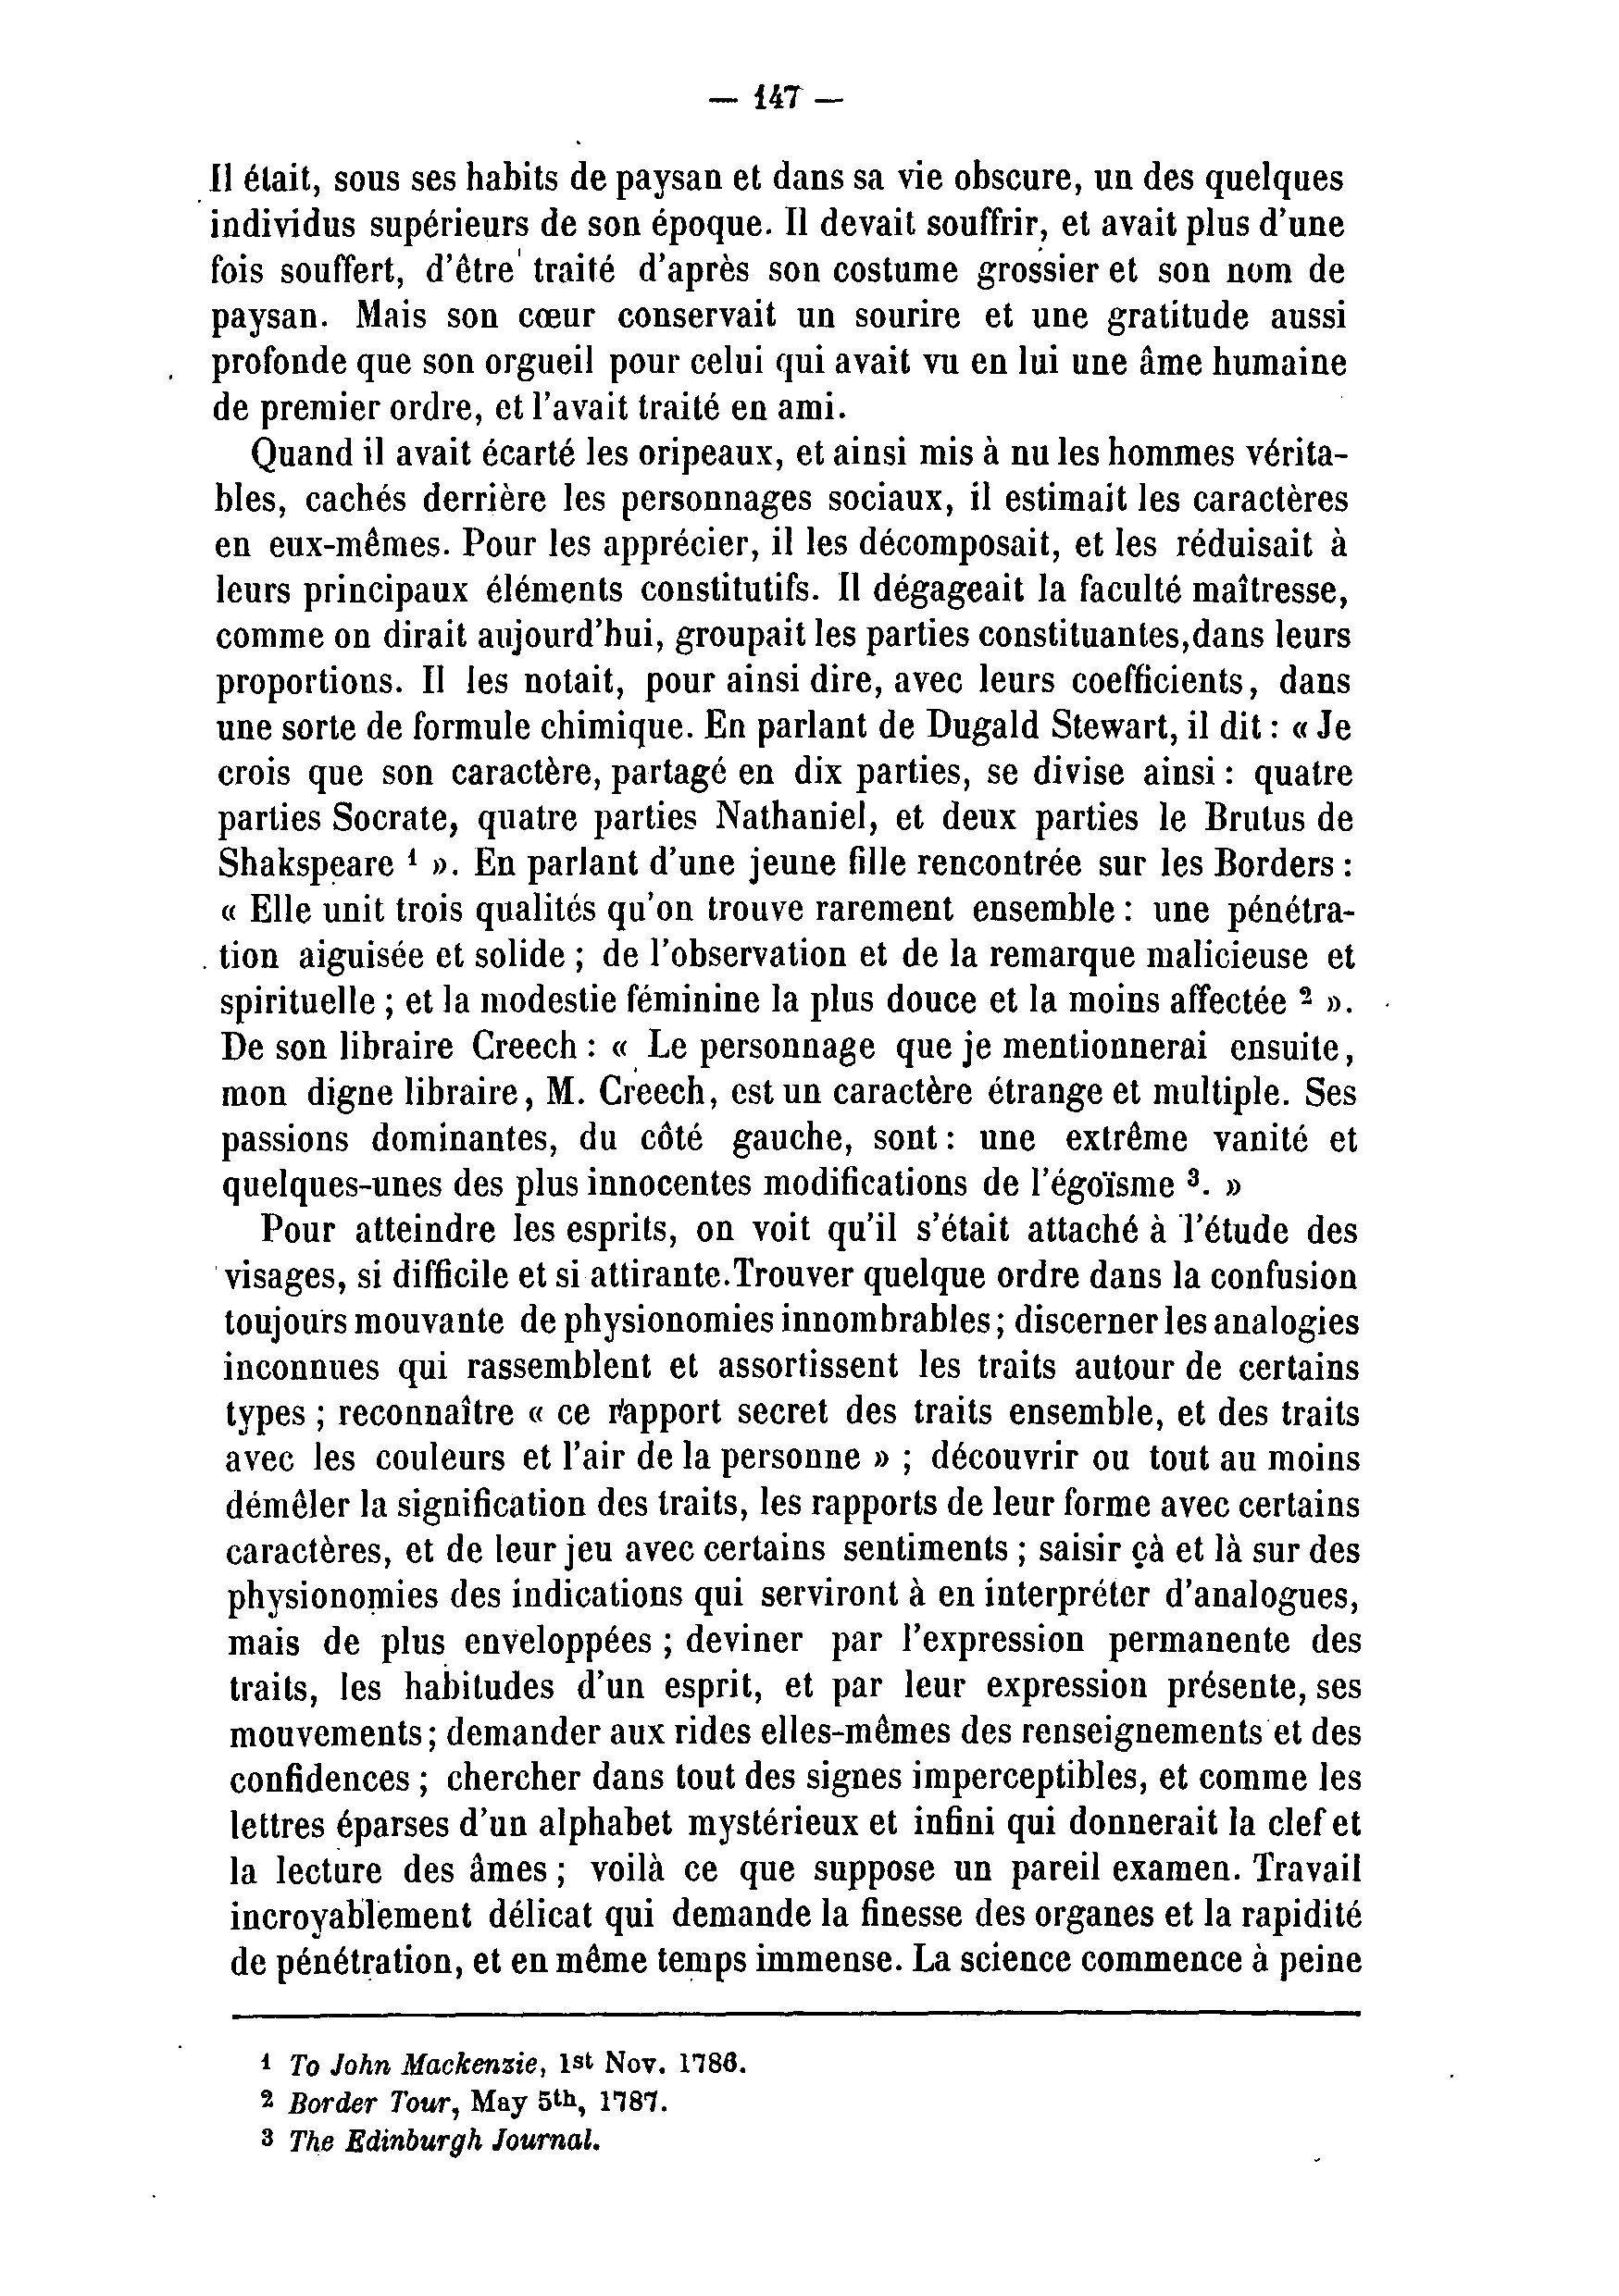 — 147 —
Il était, sous ses habits de paysan et dans sa vie obscure, un des quelques
individus supérieurs de son époque. Il devait souffrir, et avait plus d'une
fois souffert, d'être traité d'après son costume grossier et son nom de
paysan. Mais son cœur conservait un sourire et une gratitude aussi
profonde que son orgueil pour celui qui avait vu en lui une âme humaine
de premier ordre, et l'avait traité en ami.
Quand il avait écarté les oripeaux, et ainsi mis à nu les hommes vérita-
bles, cachés derrière les personnages sociaux, il estimait les caractères
en eux-mêmes. Pour les apprécier, il les décomposait, et les réduisait à
leurs principaux éléments constitutifs. Il dégageait la faculté maîtresse,
comme on dirait aujourd'hui, groupait les parties constituantes,dans leurs
proportions. Il les notait, pour ainsi dire, avec leurs coefficients, dans
une sorte de formule chimique. En parlant de Dugald Stewart, il dit : « Je
crois que son caractère, partagé en dix parties, se divise ainsi : quatre
parties Socrate, quatre parties Nathaniel, et deux parties le Brutus de
Shakspeare ¹ ». En parlant d'une jeune fille rencontrée sur les Borders :
« Elle unit trois qualités qu'on trouve rarement ensemble : une pénétra-
tion aiguisée et solide ; de l'observation et de la remarque malicieuse et
spirituelle ; et la modestie féminine la plus douce et la moins affectée ² ».
De son libraire Creech : « Le personnage que je mentionnerai ensuite,
mon digne libraire, M. Creech, est un caractère étrange et multiple. Ses
passions dominantes, du côté gauche, sont : une extrême vanité et
quelques-unes des plus innocentes modifications de l'égoïsme ³. »
Pour atteindre les esprits, on voit qu'il s'était attaché à l'étude des
visages, si difficile et si attirante.Trouver quelque ordre dans la confusion
toujours mouvante de physionomies innombrables ; discerner les analogies
inconnues qui rassemblent et assortissent les traits autour de certains
types ; reconnaître « ce rapport secret des traits ensemble, et des traits
avec les couleurs et l'air de la personne » ; découvrir ou tout au moins
démêler la signification des traits, les rapports de leur forme avec certains
caractères, et de leur jeu avec certains sentiments ; saisir çà et là sur des
physionomies des indications qui serviront à en interpréter d'analogues,
mais de plus enveloppées ; deviner par l'expression permanente des
traits, les habitudes d'un esprit, et par leur expression présente, ses
mouvements ; demander aux rides elles-mêmes des renseignements et des
confidences ; chercher dans tout des signes imperceptibles, et comme les
lettres éparses d'un alphabet mystérieux et infini qui donnerait la clef et
la lecture des âmes ; voilà ce que suppose un pareil examen. Travail
incroyablement délicat qui demande la finesse des organes et la rapidité
de pénétration, et en même temps immense. La science commence à peine
¹ To John Mackenzie, 1st Nov. 1786.
² Border Tour, May 5th, 1787.
³ The Edinburgh Journal.